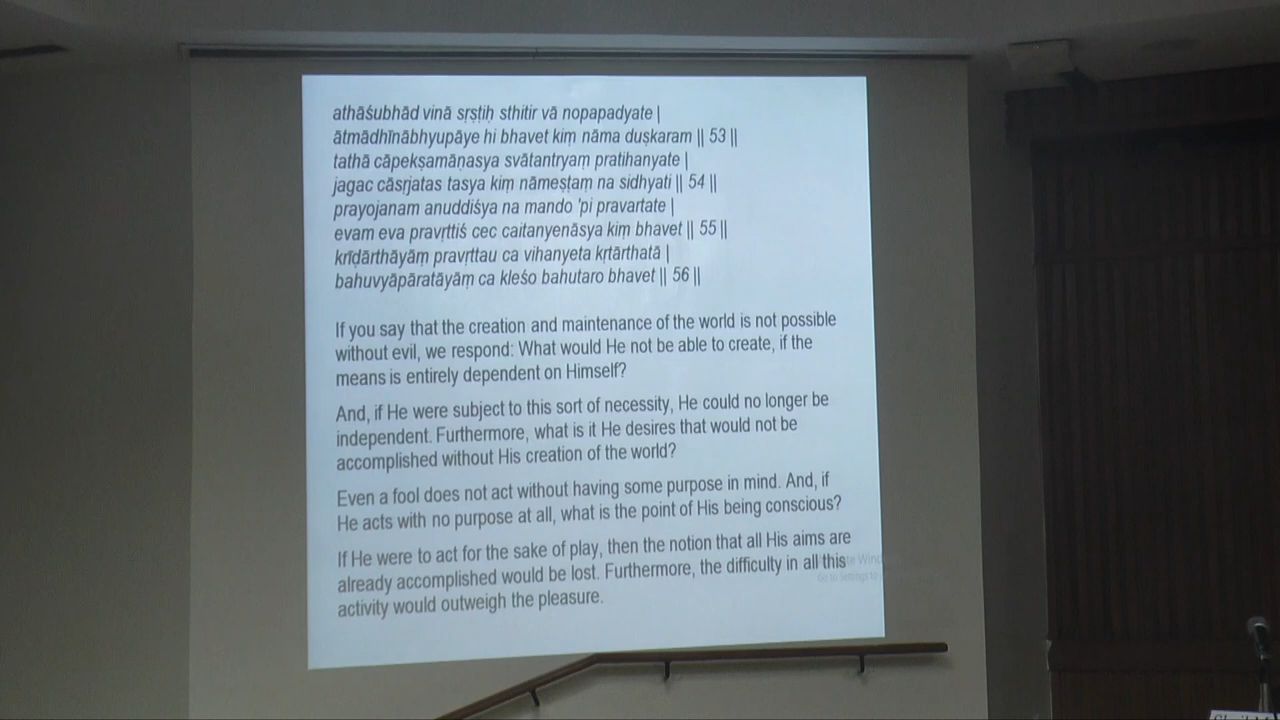 athāśubhād vinā sṛṣṭiḥ sthitir vā nopapadyate |
ātmādhīnābhyupāye hi bhavet kiṃ nāma duṣkaram || 53 ||
tathā cāpekṣamāṇasya svātantryaṃ pratihanyate |
jagac cāsṛjatas tasya kiṃ nāmeṣṭaṃ na sidhyati || 54 ||
prayojanam anuddiśya na mando 'pi pravartate |
evam eva pravṛttiś cec caitanyenāsya kiṃ bhavet || 55 ||
krīḍārthāyāṃ pravṛttau ca vihanyeta kṛtārthatā |
bahuvyāpāratāyāṃ ca kleśo bahutaro bhavet || 56 ||
If you say that the creation and maintenance of the world is not possible
without evil, we respond: What would He not be able to create, if the
means is entirely dependent on Himself?
And, if He were subject to this sort of necessity, He could no longer be
independent. Furthermore, what is it He desires that would not be
accomplished without His creation of the world?
Even a fool does not act without having some purpose in mind. And, if
He acts with no purpose at all, what is the point of His being conscious?
If He were to act for the sake of play, then the notion that all His aims are
already accomplished would be lost. Furthermore, the difficulty in all this
activity would outweigh the pleasure.
Go to Settings to